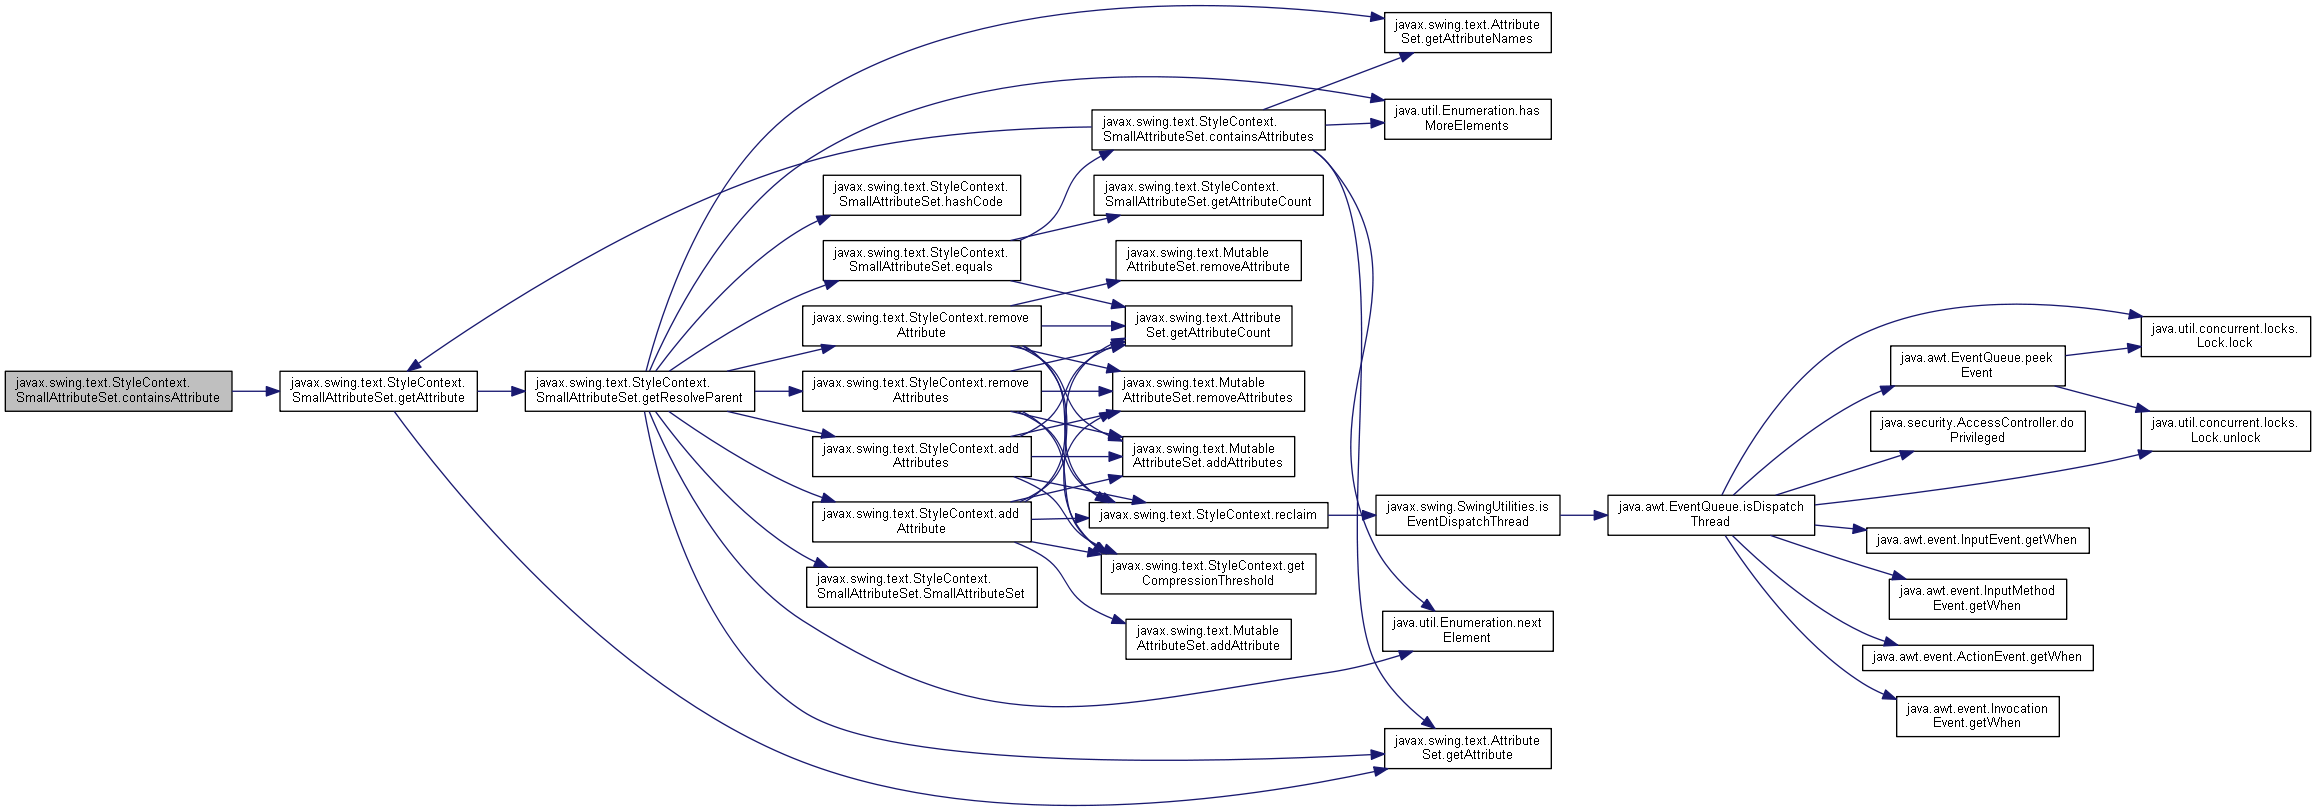 javax.swing.text.StyleContext.
SmallAttributeSet.containsAttribute
javax.swing.text.StyleContext.
SmallAttributeSet.getAttribute
javax.swing.text.StyleContext.
SmallAttributeSet.getResolveParent
javax.swing.text.StyleContext.
SmallAttributeSet.hashCode
javax.swing.text.StyleContext.
SmallAttributeSet.equals
javax.swing.text.StyleContext.remove
Attribute
javax.swing.text.StyleContext.remove
Attributes
javax.swing.text.StyleContext.add
Attributes
javax.swing.text.StyleContext.add
Attribute
javax.swing.text.StyleContext.
SmallAttributeSet.SmallAttributeSet
javax.swing.text.StyleContext.
SmallAttributeSet.containsAttributes
javax.swing.text.StyleContext.
SmallAttributeSet.getAttributeCount
javax.swing.text.Mutable
AttributeSet.removeAttribute
javax.swing.text.Attribute
Set.getAttributeCount
javax.swing.text.Mutable
AttributeSet.removeAttributes
javax.swing.text.Mutable
AttributeSet.addAttributes
javax.swing.text.StyleContext.reclaim
javax.swing.text.StyleContext.get
CompressionThreshold
javax.swing.text.Mutable
AttributeSet.addAttribute
javax.swing.text.Attribute
Set.getAttributeNames
java.util.Enumeration.has
MoreElements
javax.swing.SwingUtilities.is
EventDispatchThread
java.util.Enumeration.next
Element
javax.swing.text.Attribute
Set.getAttribute
java.awt.EventQueue.isDispatch
Thread
java.awt.EventQueue.peek
Event
java.security.AccessController.do
Privileged
java.awt.event.InputEvent.getWhen
java.awt.event.InputMethod
Event.getWhen
java.awt.event.ActionEvent.getWhen
java.awt.event.Invocation
Event.getWhen
java.util.concurrent.locks.
Lock.lock
java.util.concurrent.locks.
Lock.unlock